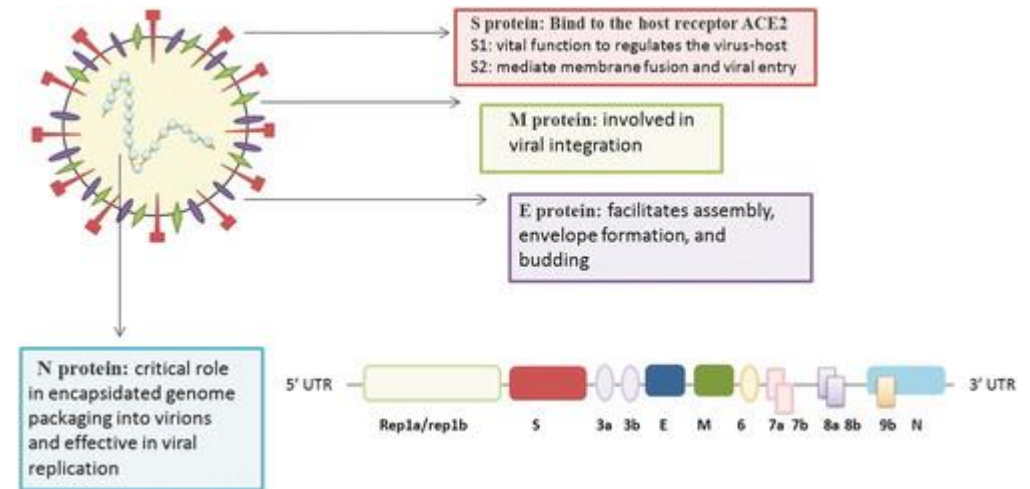 S protein: Bind to the host receptor ACE2
S1: vital function to regulates the virus-host
S2: mediate membrane fusion and viral entry
M protein: involved in
viral integration
E protein: facilitates assembly,
envelope formation, and
budding
N protein: critical role
in encapsidated genome
packaging into virions
and effective in viral
replication
5' UTR
3' UTR
Rep1a/rep1b S 3a 3b E M 6 7a 7b 8a 8b 9b N